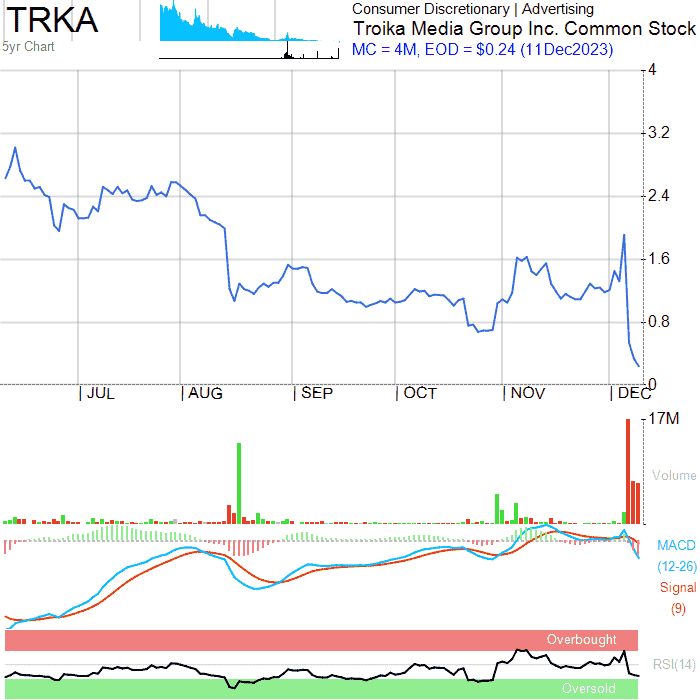 TRKA
5yr Chart
Consumer Discretionary | Advertising
Troika Media Group Inc. Common Stock
MC = 4M, EOD = $0.24 (11Dec2023)
4
3.2
2.4
1.6
0.8
0
| JUL | AUG | SEP | OCT | NOV | DEC
17M
Volume
MACD
(12-26)
Signal
(9)
Overbought
RSI(14)
Oversold